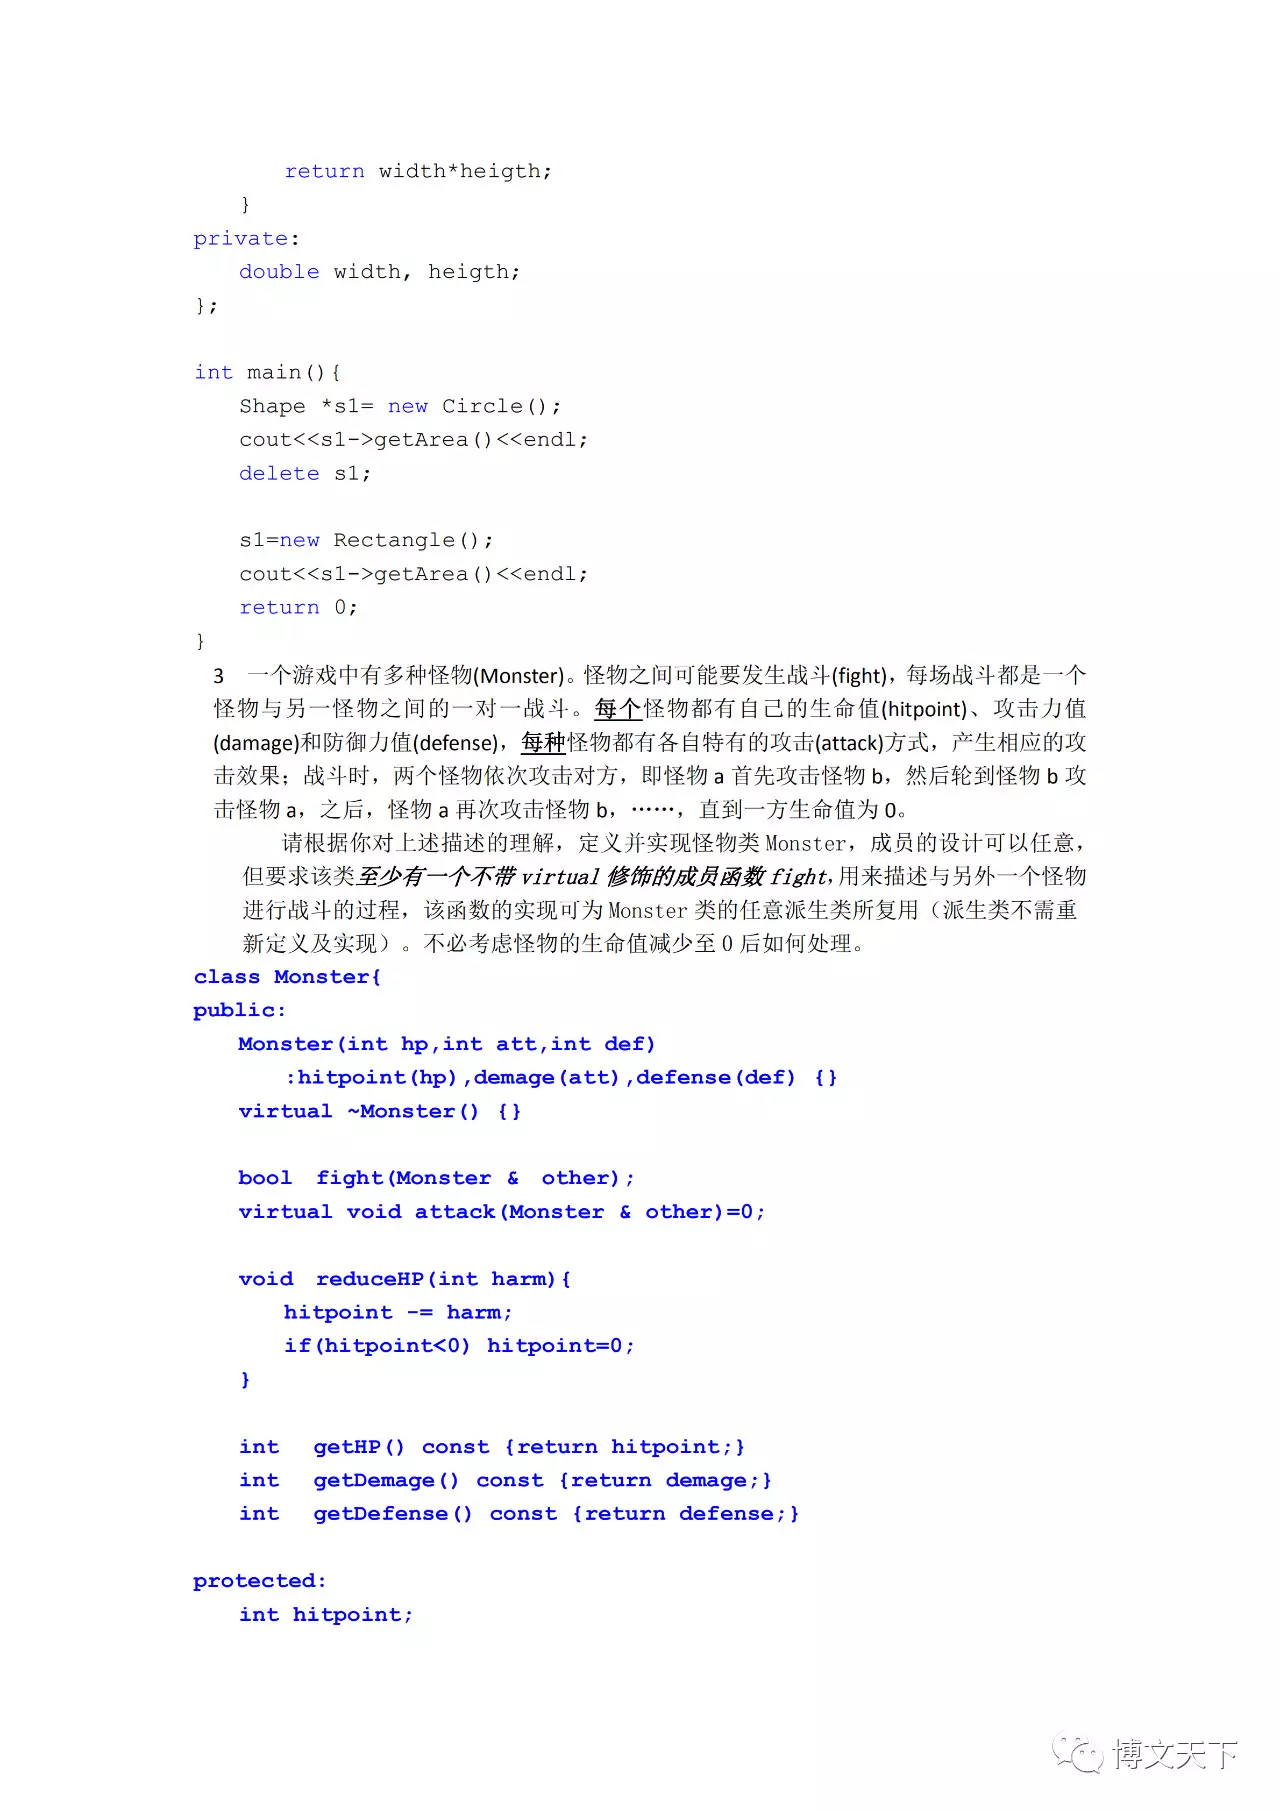 return width*heigth;
}
private:
double width, heigth;
};
int main(){
Shape *s1= new Circle();
cout<<s1->getArea()<<endl;
delete s1;
s1=new Rectangle();
cout<<s1->getArea()<<endl;
return 0;
}
3 一个游戏中有多种怪物(Monster)。怪物之间可能要发生战斗(fight)，每场战斗都是一个
怪物与另一怪物之间的一对一战斗。每个怪物都有自己的生命值(hitpoint)、攻击力值
(damage)和防御力值(defense)，每种怪物都有各自特有的攻击(attack)方式，产生相应的攻
击效果；战斗时，两个怪物依次攻击对方，即怪物 a 首先攻击怪物 b，然后轮到怪物 b 攻
击怪物 a，之后，怪物 a 再次攻击怪物 b，……，直到一方生命值为 0。
请根据你对上述描述的理解，定义并实现怪物类 Monster，成员的设计可以任意，
但要求该类至少有一个不带 virtual 修饰的成员函数 fight，用来描述与另外一个怪物
进行战斗的过程，该函数的实现可为 Monster 类的任意派生类所复用（派生类不需重
新定义及实现）。不必考虑怪物的生命值减少至 0 后如何处理。
class Monster{
public:
Monster(int hp,int att,int def)
:hitpoint(hp),demage(att),defense(def) {}
virtual ~Monster() {}
bool fight(Monster & other);
virtual void attack(Monster & other)=0;
void reduceHP(int harm){
hitpoint -= harm;
if(hitpoint<0) hitpoint=0;
}
int getHP() const {return hitpoint;}
int getDemage() const {return demage;}
int getDefense() const {return defense;}
protected:
int hitpoint;
博文天下